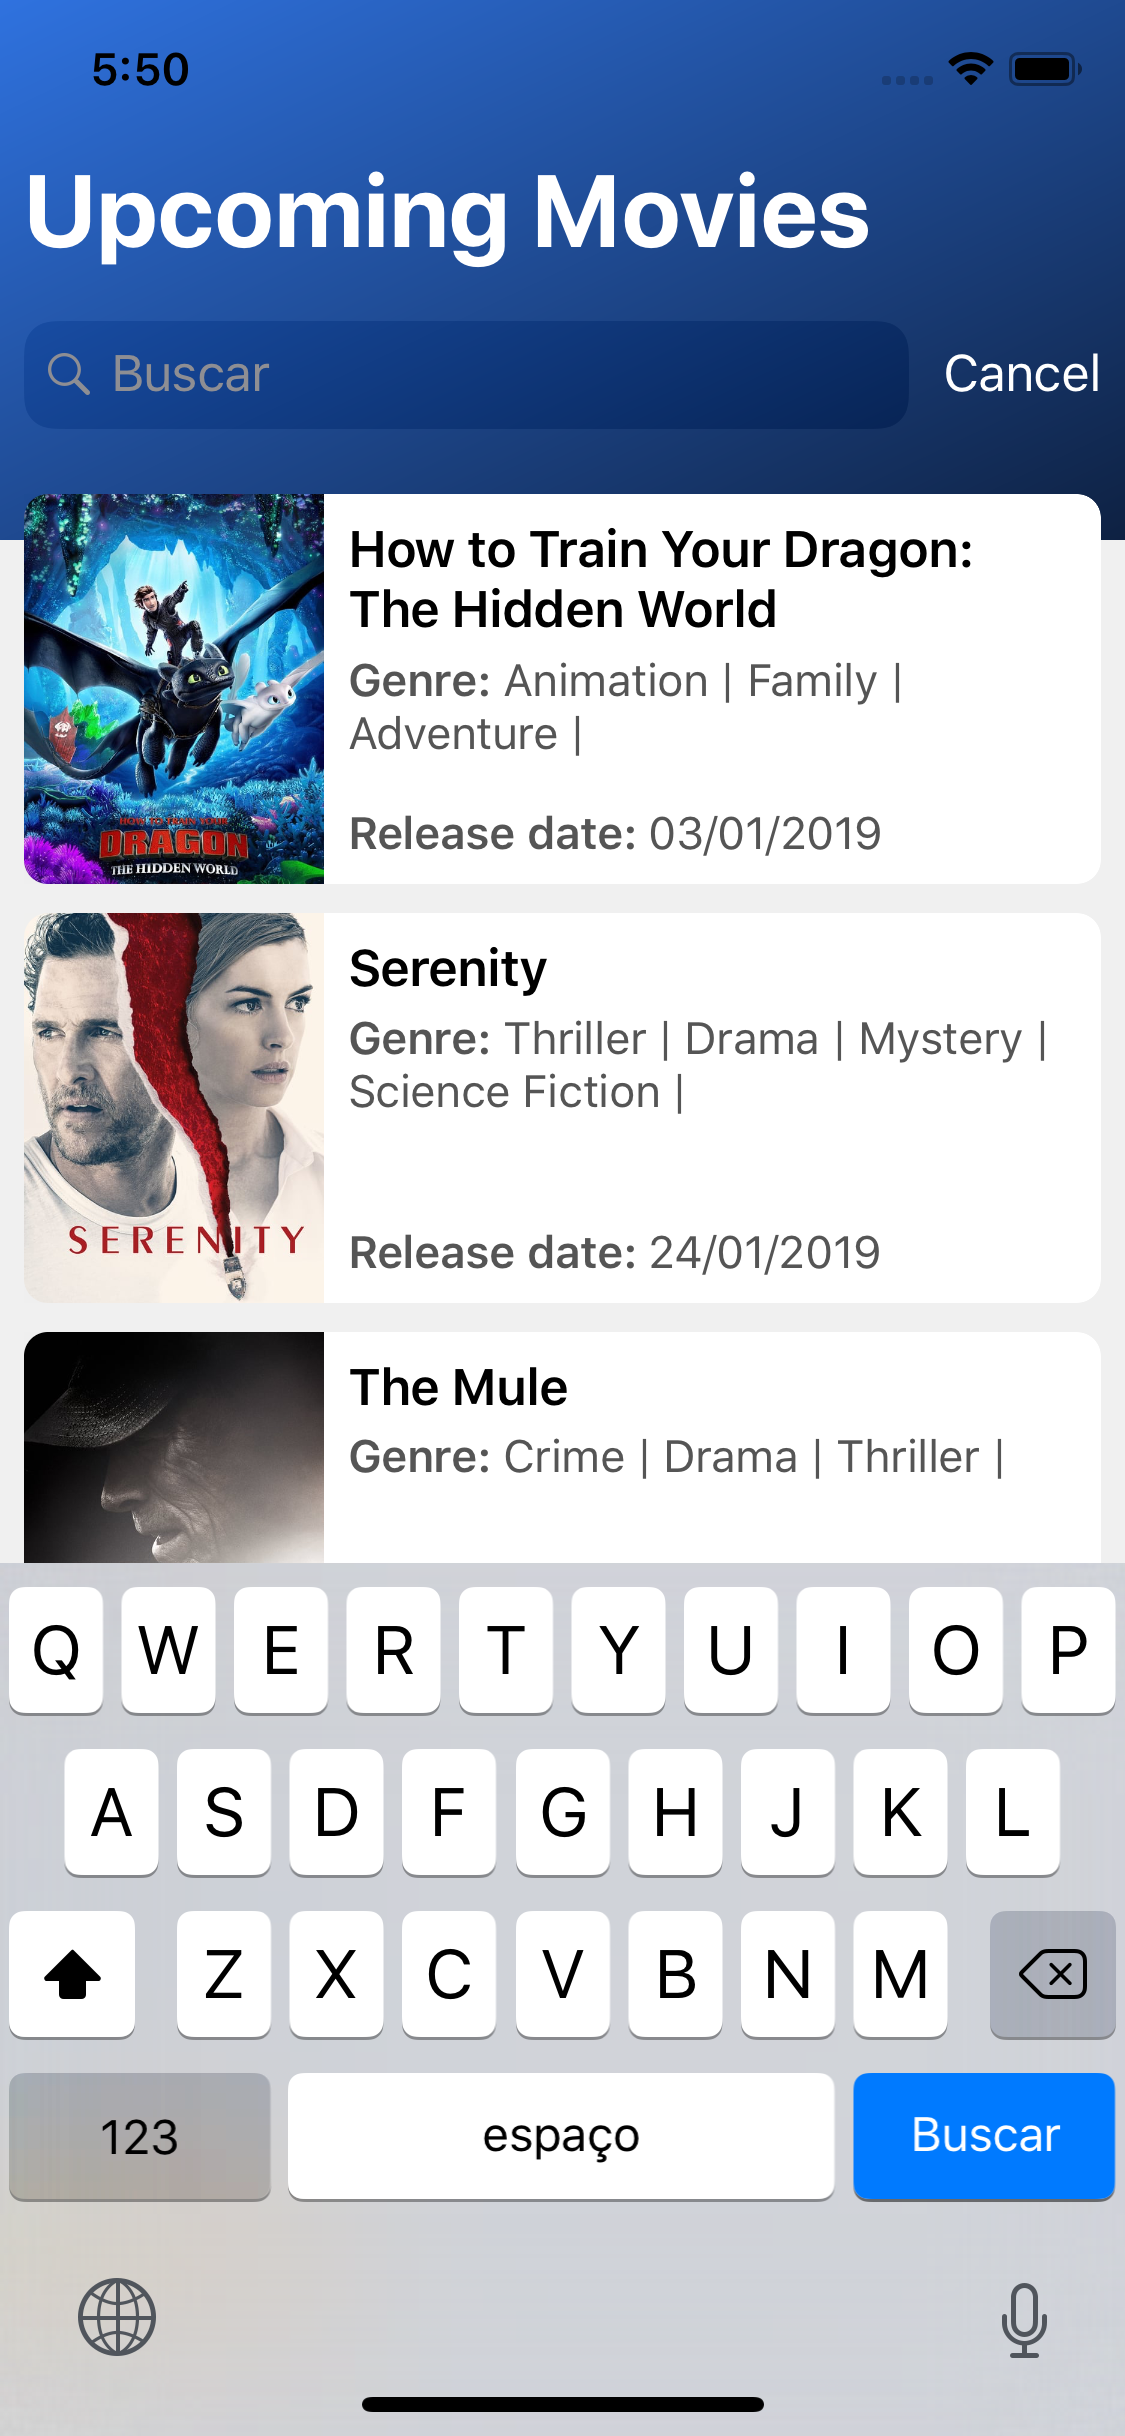 5:50
Upcoming Movies
Buscar
Cancel
How to Train Your Dragon:
The Hidden World
Genre: Animation | Family |
Adventure |
Release date: 03/01/2019
HOW TO TRAIN YOUR
DRAGON
THE HIDDEN WORLD
Serenity
Genre: Thriller | Drama | Mystery |
Science Fiction |
Release date: 24/01/2019
SERENITY
The Mule
Genre: Crime | Drama | Thriller |
Q W E R T Y U I O P
A S D F G H J K L
Z X C V B N M
123
espaço
Buscar